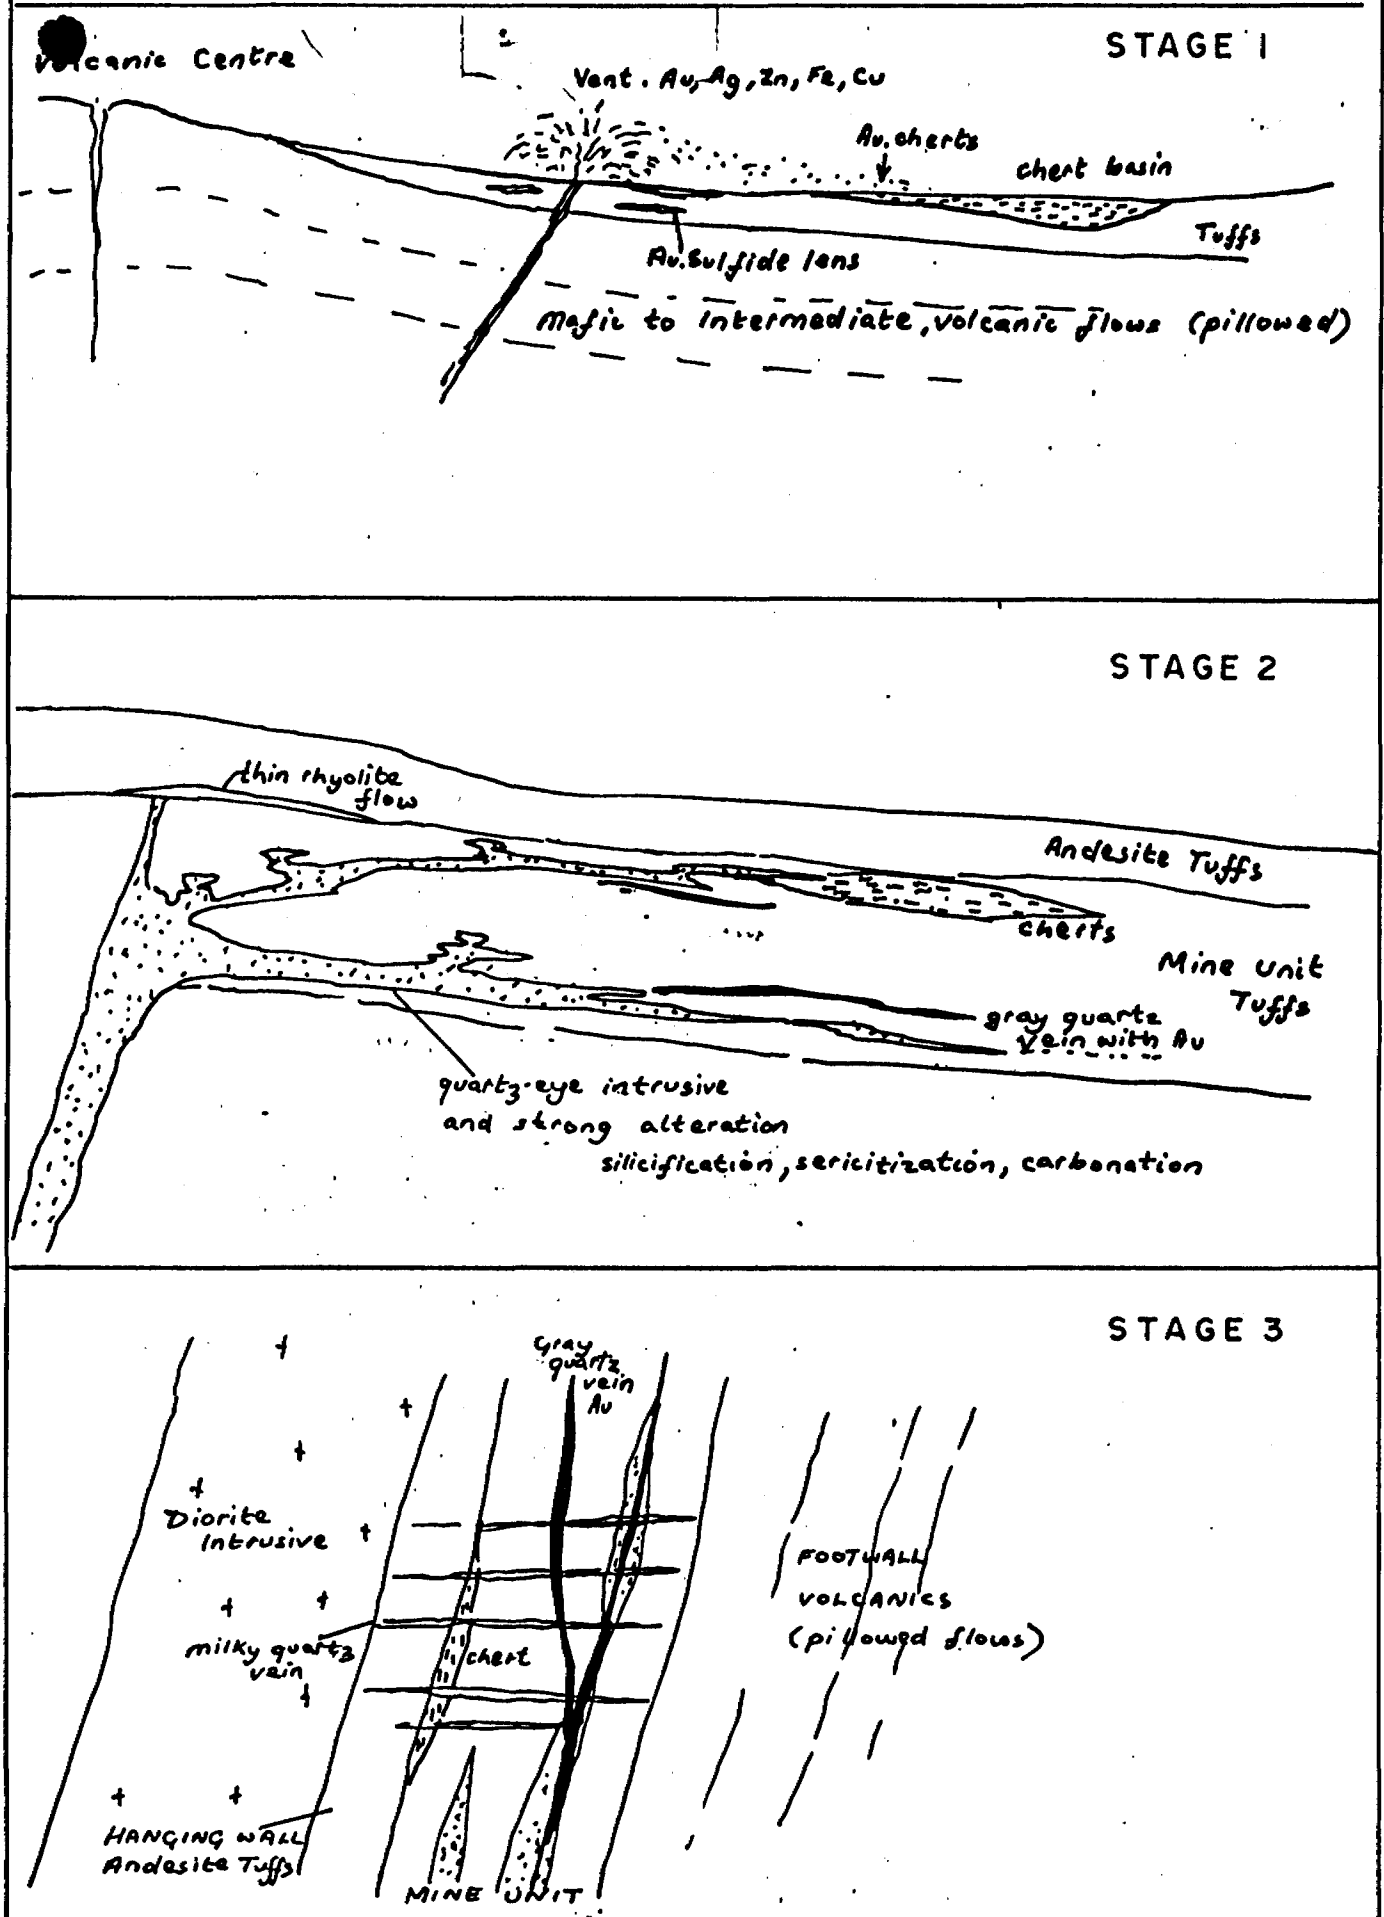 STAGE 1
Volcanic Centre
Vent. Au, Ag, Zn, Fe, Cu
Au. cherts
chert basin
Tuffs
Au. Sulfide lens
Mafic to Intermediate, volcanic flows (pillowed)
STAGE 2
thin rhyolite
flow
Andesite Tuffs
cherts
Mine Unit
Tuffs
gray quartz
vein with Au
quartz-eye intrusive
and strong alteration
silicification, sericitization, carbonation
STAGE 3
Gray
quartz
vein
Au
Diorite
Intrusive
FOOTWALL
VOLCANICS
(pillowed flows)
milky quartz
vein
chert
HANGING WALL
Andesite Tuffs
MINE UNIT